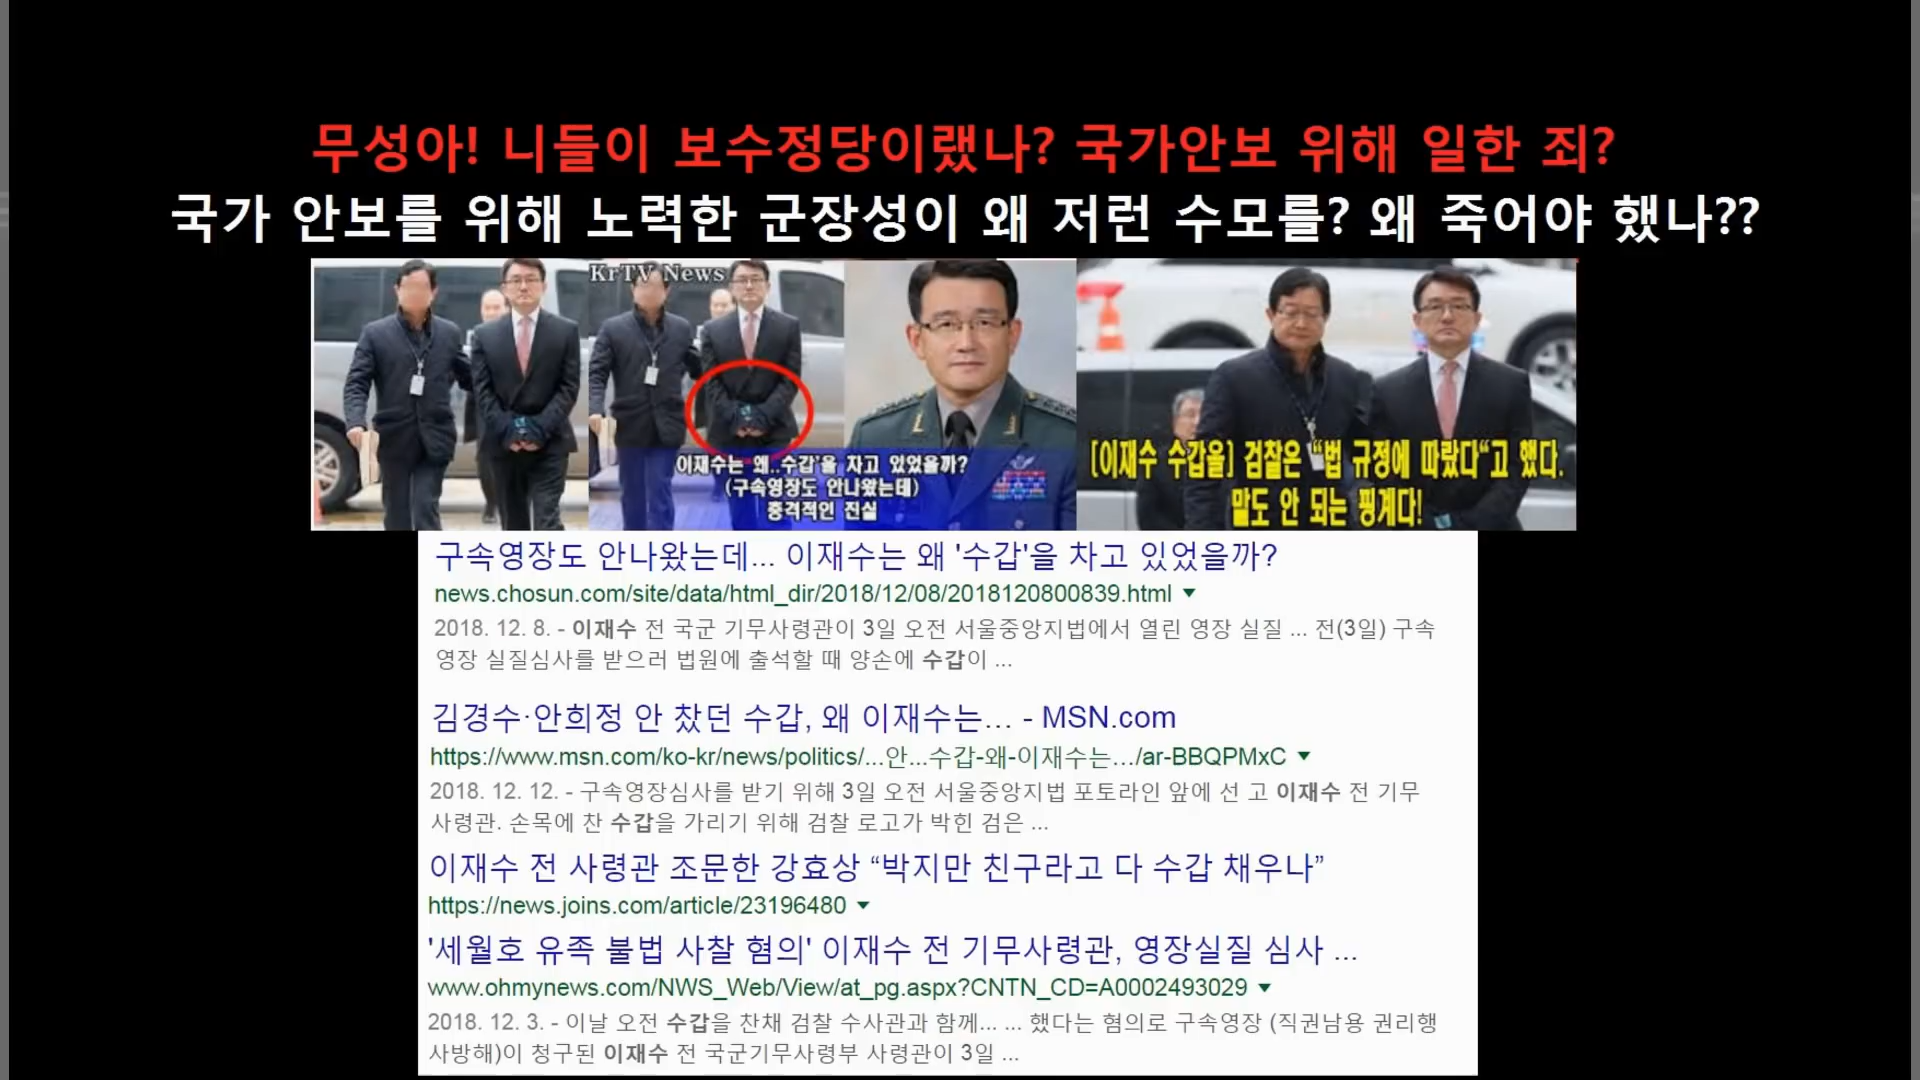 무성아! 니들이 보수정당이랬나? 국가안보 위해 일한 죄?
국가 안보를 위해 노력한 군장성이 왜 저런 수모를? 왜 죽어야 했나??
KrTV News
이재수는 왜..수갑'을 차고 있었을까?
(구속영장도 안나왔는데)
충격적인 진실
[이재수 수갑을] 검찰은 “법 규정에 따랐다“고 했다.
말도 안 되는 핑계다!
구속영장도 안나왔는데... 이재수는 왜 '수갑'을 차고 있었을까?
news.chosun.com/site/data/html_dir/2018/12/08/2018120800839.html
2018. 12. 8. - 이재수 전 국군 기무사령관이 3일 오전 서울중앙지법에서 열린 영장 실질 ... 전(3일) 구속
영장 실질심사를 받으러 법원에 출석할 때 양손에 수갑이 ...
김경수·안희정 안 찼던 수갑, 왜 이재수는… - MSN.com
https://www.msn.com/ko-kr/news/politics/...안...수갑-왜-이재수는…/ar-BBQPMxC
2018. 12. 12. - 구속영장심사를 받기 위해 3일 오전 서울중앙지법 포토라인 앞에 선 고 이재수 전 기무
사령관. 손목에 찬 수갑을 가리기 위해 검찰 로고가 박힌 검은 ...
이재수 전 사령관 조문한 강효상 “박지만 친구라고 다 수갑 채우나”
https://news.joins.com/article/23196480
'세월호 유족 불법 사찰 혐의' 이재수 전 기무사령관, 영장실질 심사 ...
www.ohmynews.com/NWS_Web/View/at_pg.aspx?CNTN_CD=A0002493029
2018. 12. 3. - 이날 오전 수갑을 찬채 검찰 수사관과 함께... ... 했다는 혐의로 구속영장 (직권남용 권리행
사방해)이 청구된 이재수 전 국군기무사령부 사령관이 3일 ...